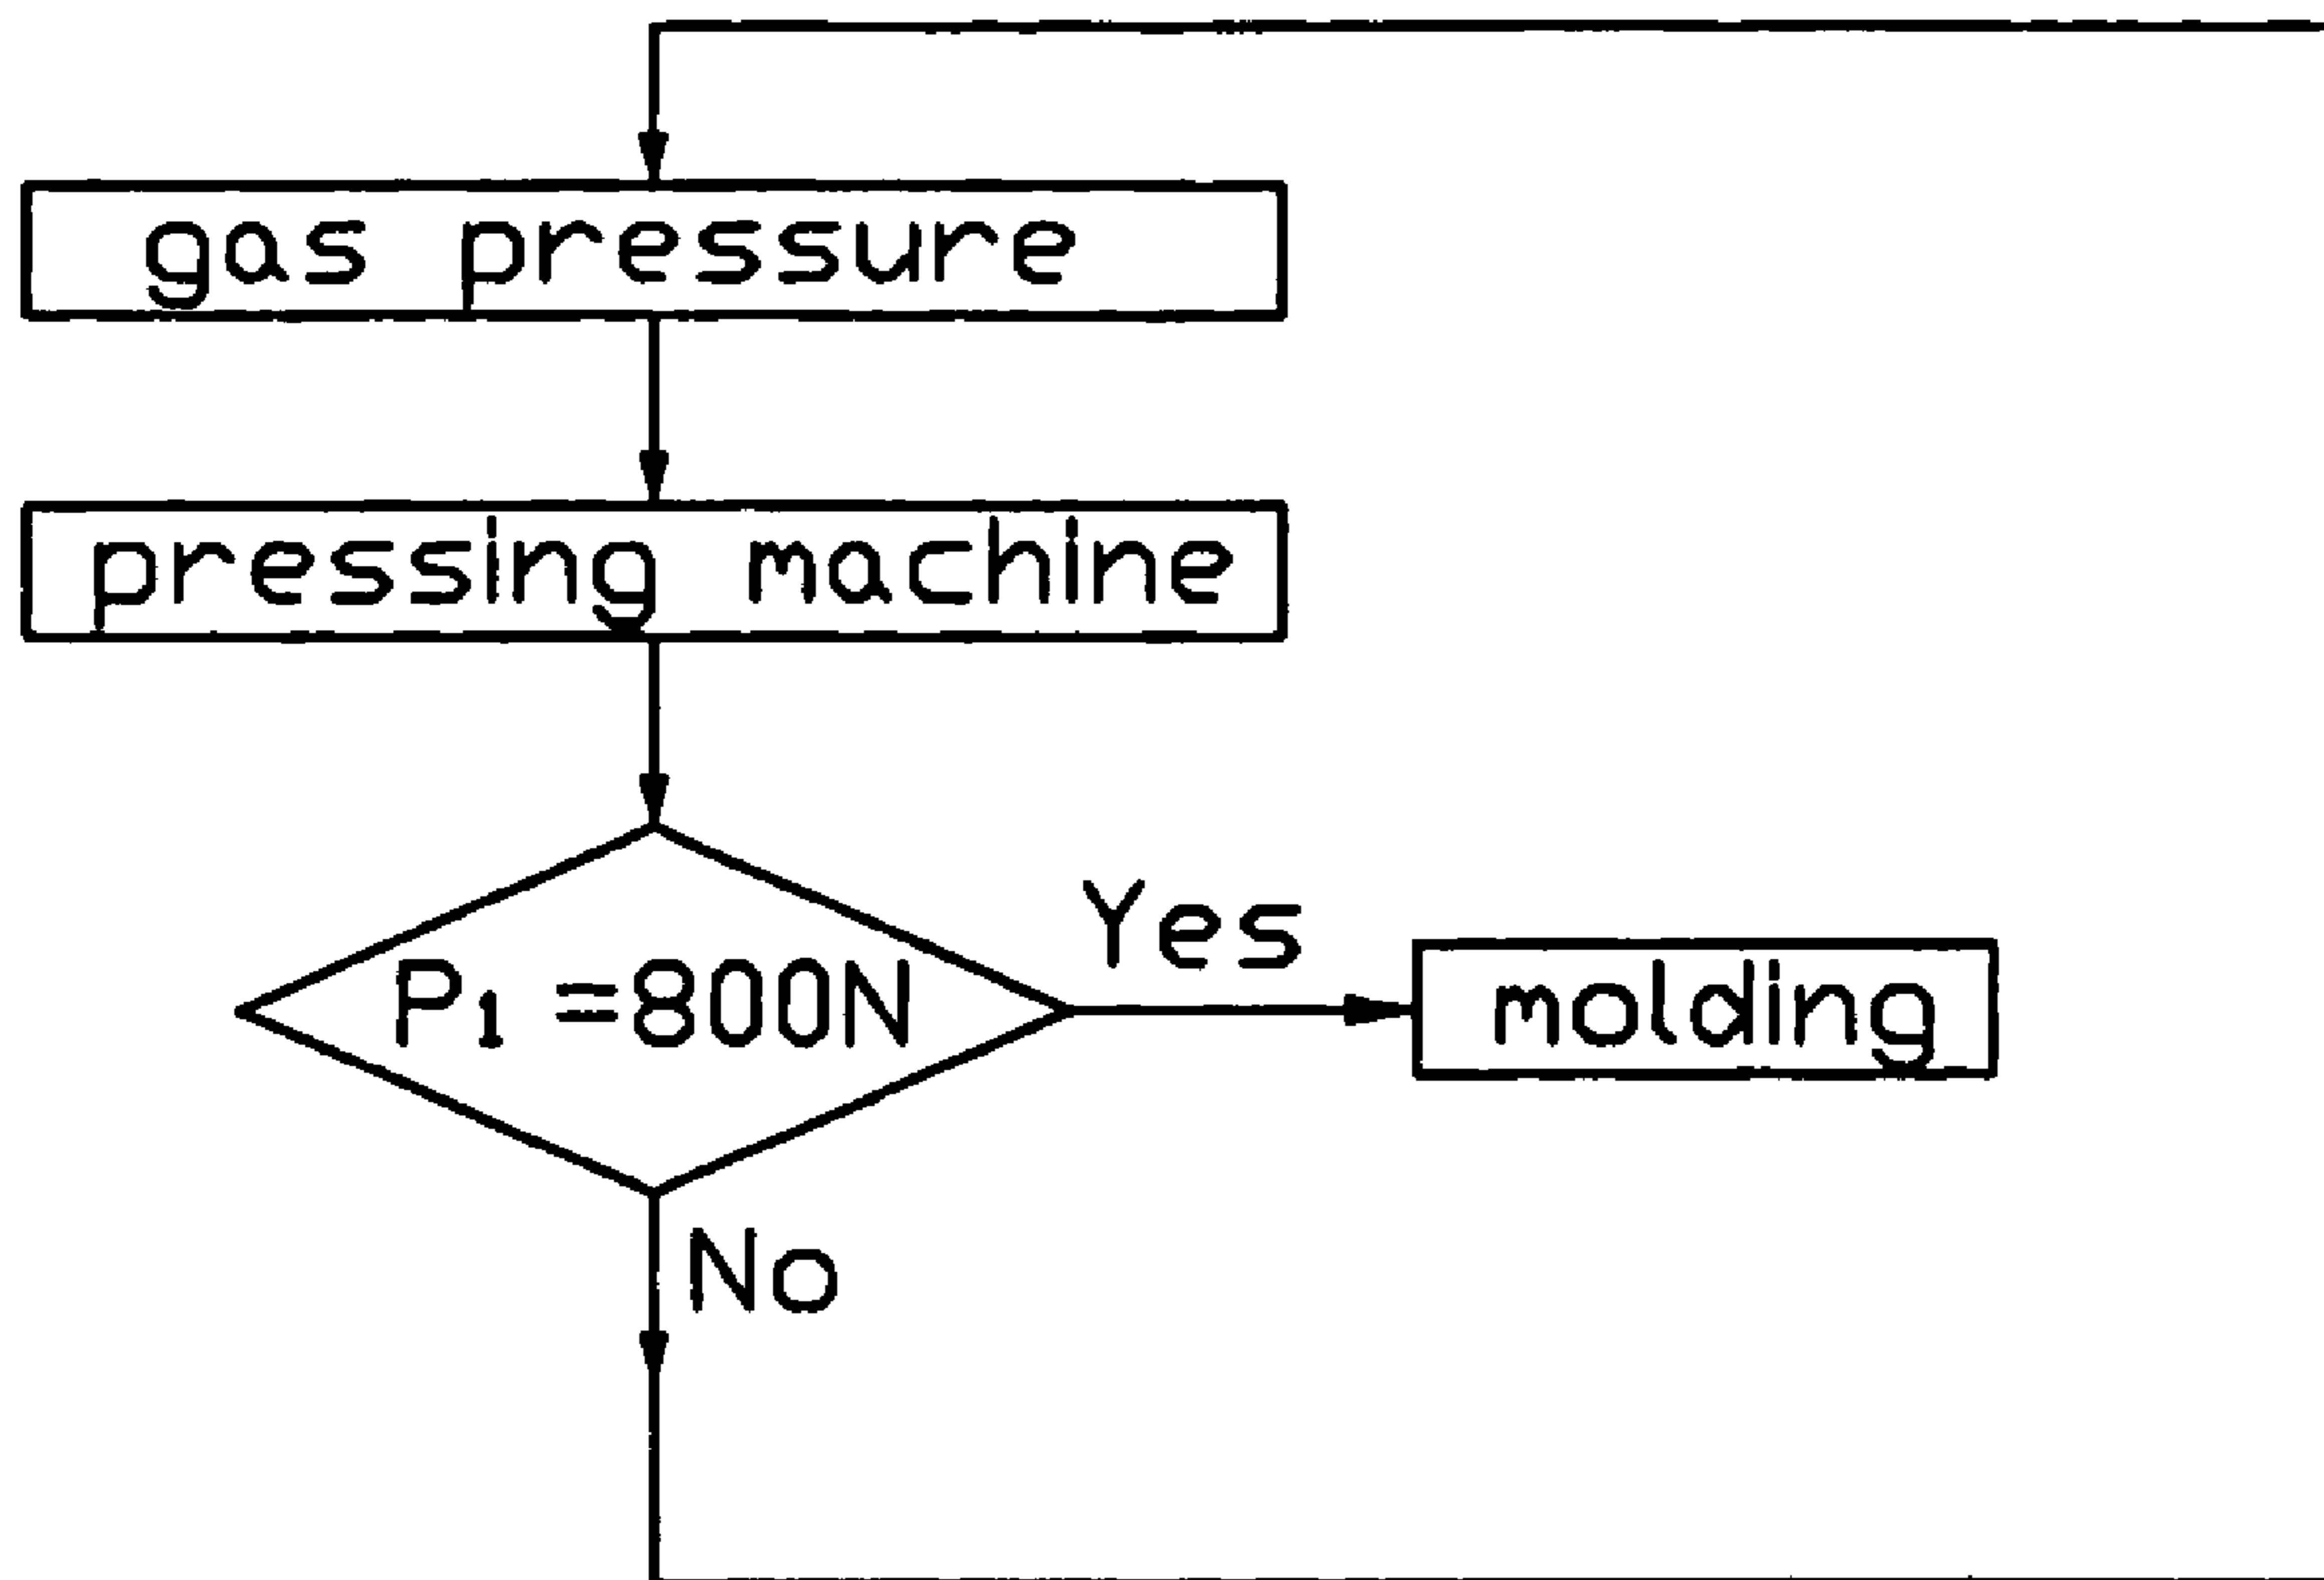 gas pressure
pressing machine
Yes
P₁ =800N
molding
No